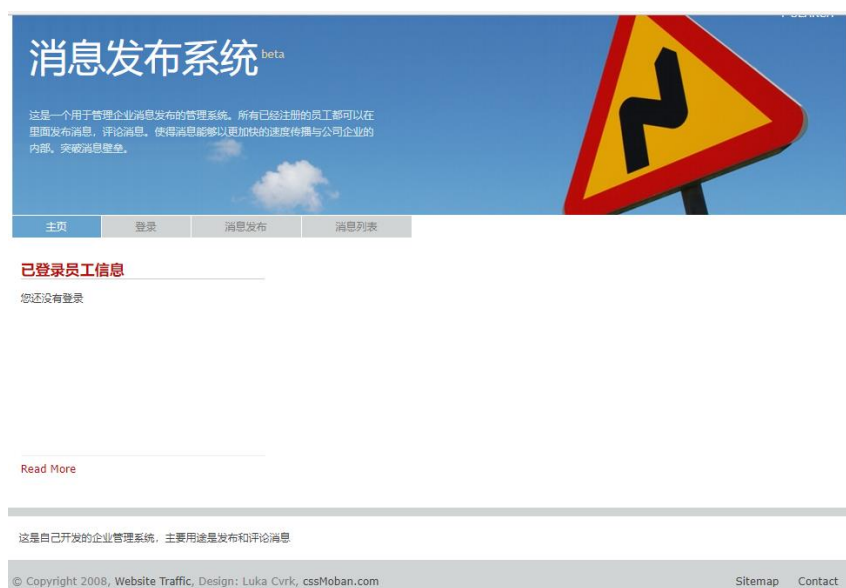 SEARCH
消息发布系统 beta
这是一个用于管理企业消息发布的管理系统。所有已经注册的员工都可以在
里面发布消息，评论消息。使得消息能够以更加快的速度传播与公司企业的
内部。突破消息壁垒。
主页 登录 消息发布 消息列表
已登录员工信息
您还没有登录
Read More
这是自己开发的企业管理系统，主要用途是发布和评论消息
© Copyright 2008, Website Traffic, Design: Luka Cvrk, cssMoban.com Sitemap Contact